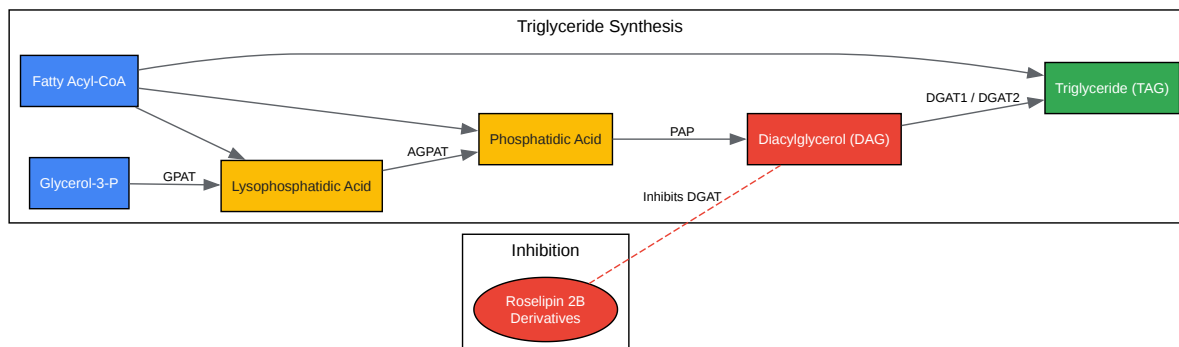 Triglyceride Synthesis
Fatty Acyl-CoA
Triglyceride (TAG)
DGAT1 / DGAT2
Phosphatidic Acid
PAP
Diacylglycerol (DAG)
AGPAT
Glycerol-3-P
GPAT
Lysophosphatidic Acid
Inhibits DGAT
Inhibition
Roselipin 2B
Derivatives